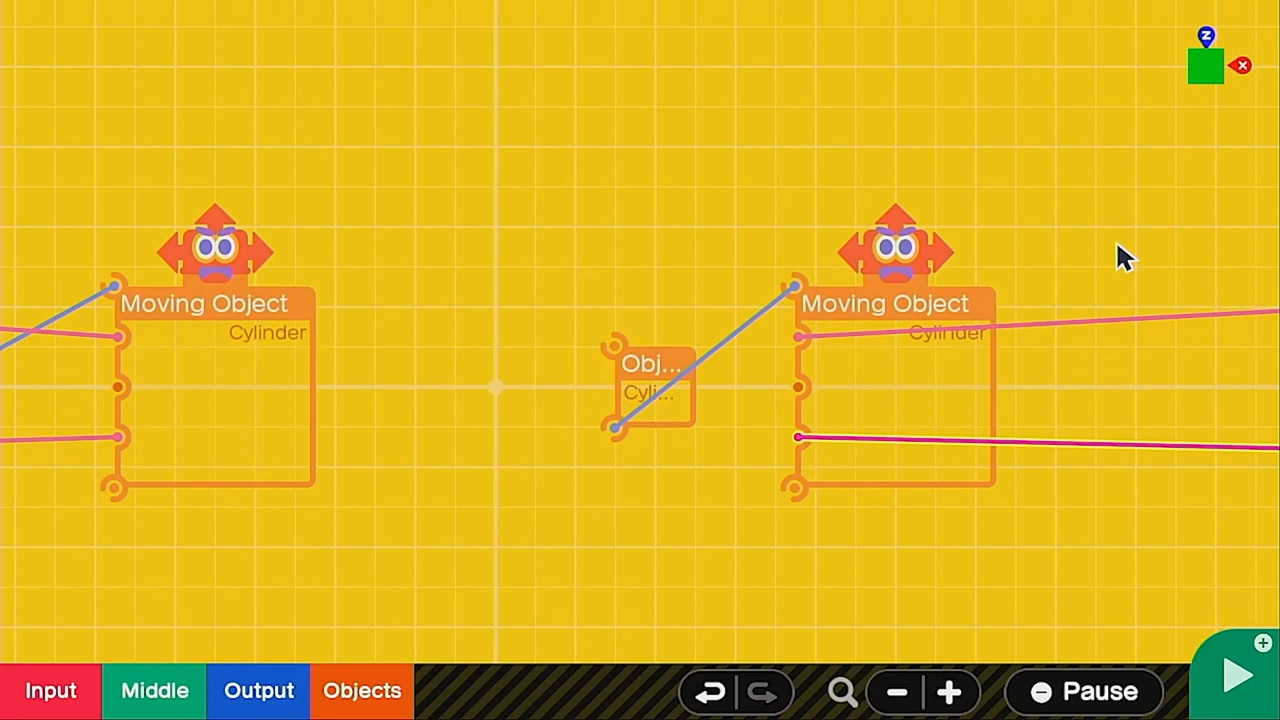 Z
X
Moving Object
Cylinder
Obj...
Cyli...
Moving Object
Cylinder
Input
Middle
Output
Objects
Pause